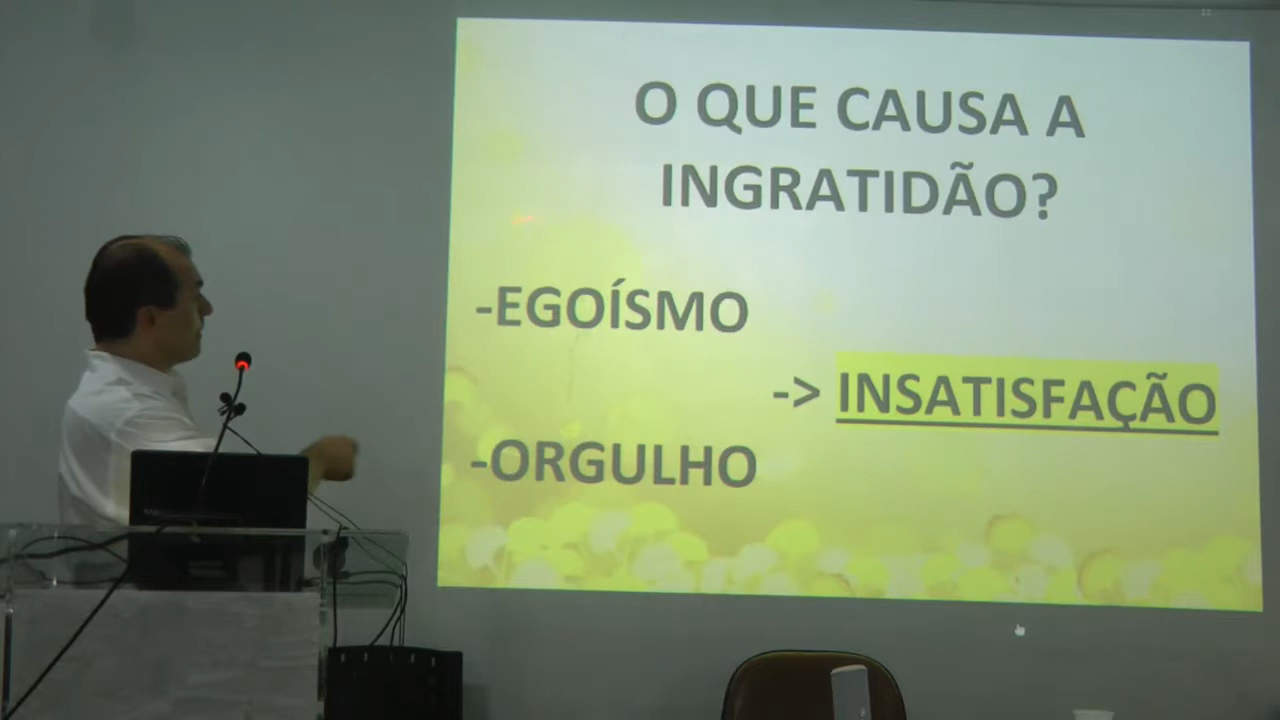 O QUE CAUSA A
INGRATIDÃO?
-EGOÍSMO
-> INSATISFAÇÃO
-ORGULHO